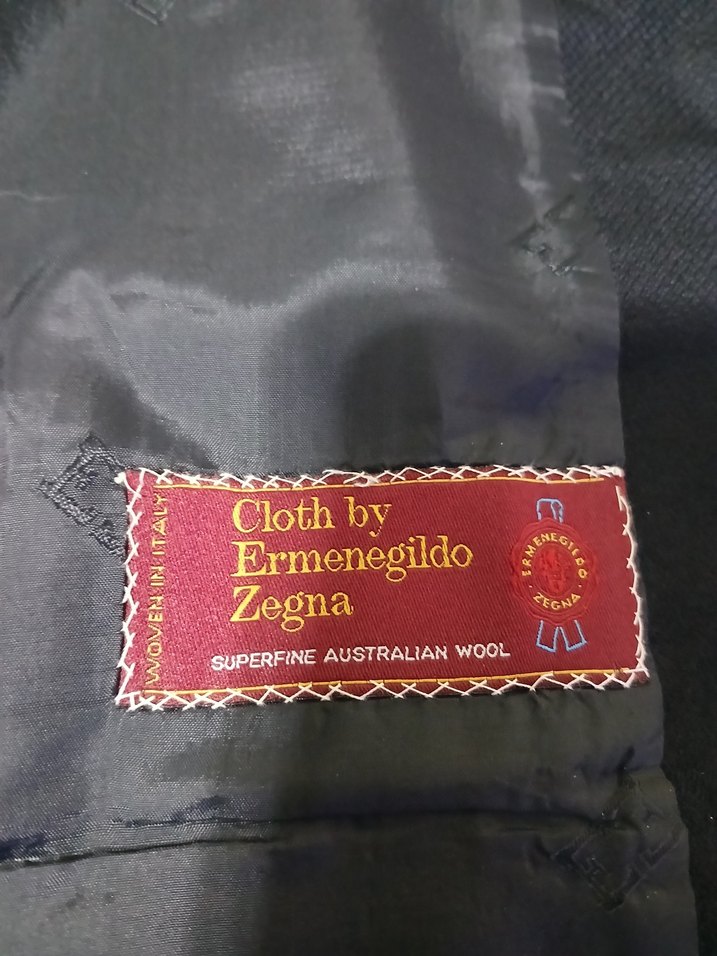 WOVEN IN ITALY
Cloth by
Ermenegildo
Zegna
SUPERFINE AUSTRALIAN WOOL
ERMENEGILDO
ZEGNA